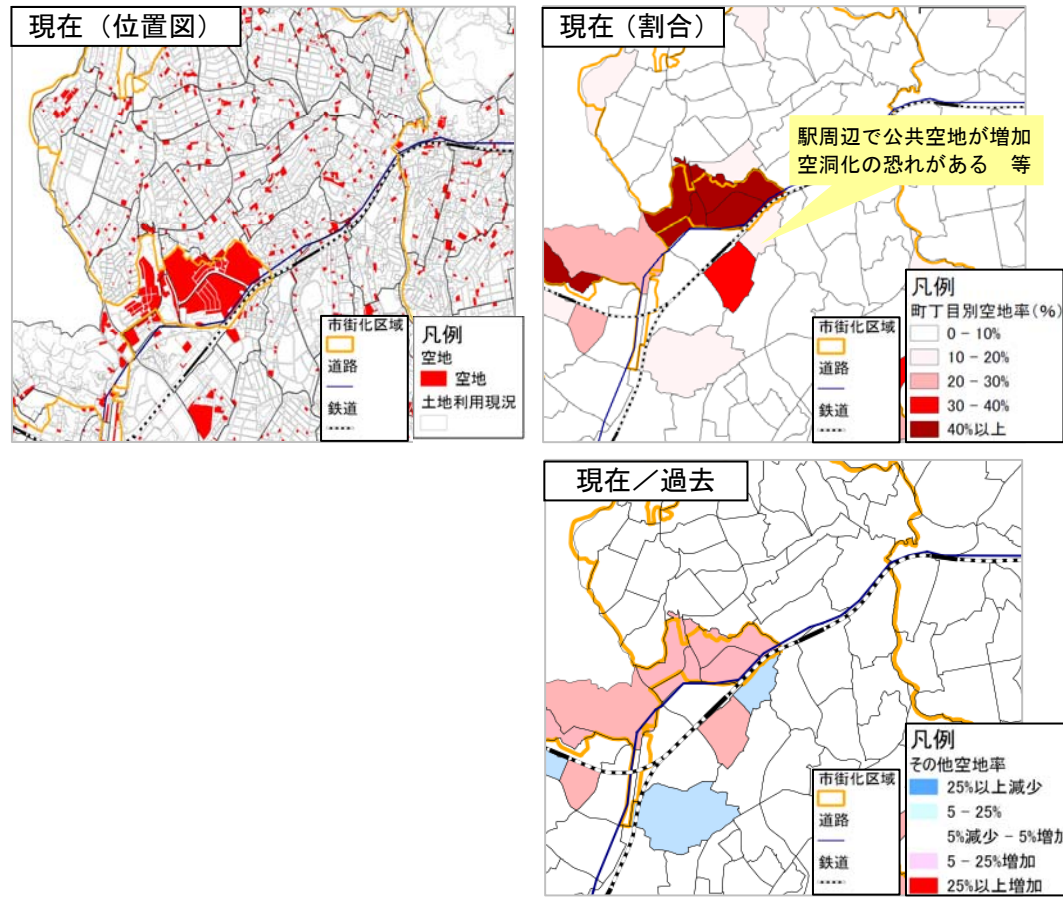 現在（位置図）
市街化区域
道路
鉄道
凡例
空地
空地
土地利用現況
現在（割合）
駅周辺で公共空地が増加
空洞化の恐れがある　等
市街化区域
道路
鉄道
凡例
町丁目別空地率(%)
0 - 10%
10 - 20%
20 - 30%
30 - 40%
40%以上
現在／過去
市街化区域
道路
鉄道
凡例
その他空地率
25%以上減少
5 - 25%
5%減少 - 5%増加
5 - 25%増加
25%以上増加